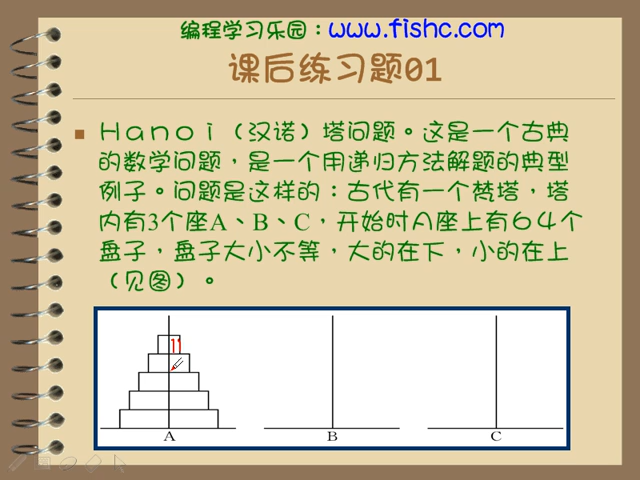 编程学习乐园：www.fishc.com
课后练习题01
Ｈａｎｏｉ（汉诺）塔问题。这是一个古典
的数学问题，是一个用递归方法解题的典型
例子。问题是这样的：古代有一个梵塔，塔
内有3个座A、B、C，开始时Ａ座上有６４个
盘子，盘子大小不等，大的在下，小的在上
（见图）。
A B C